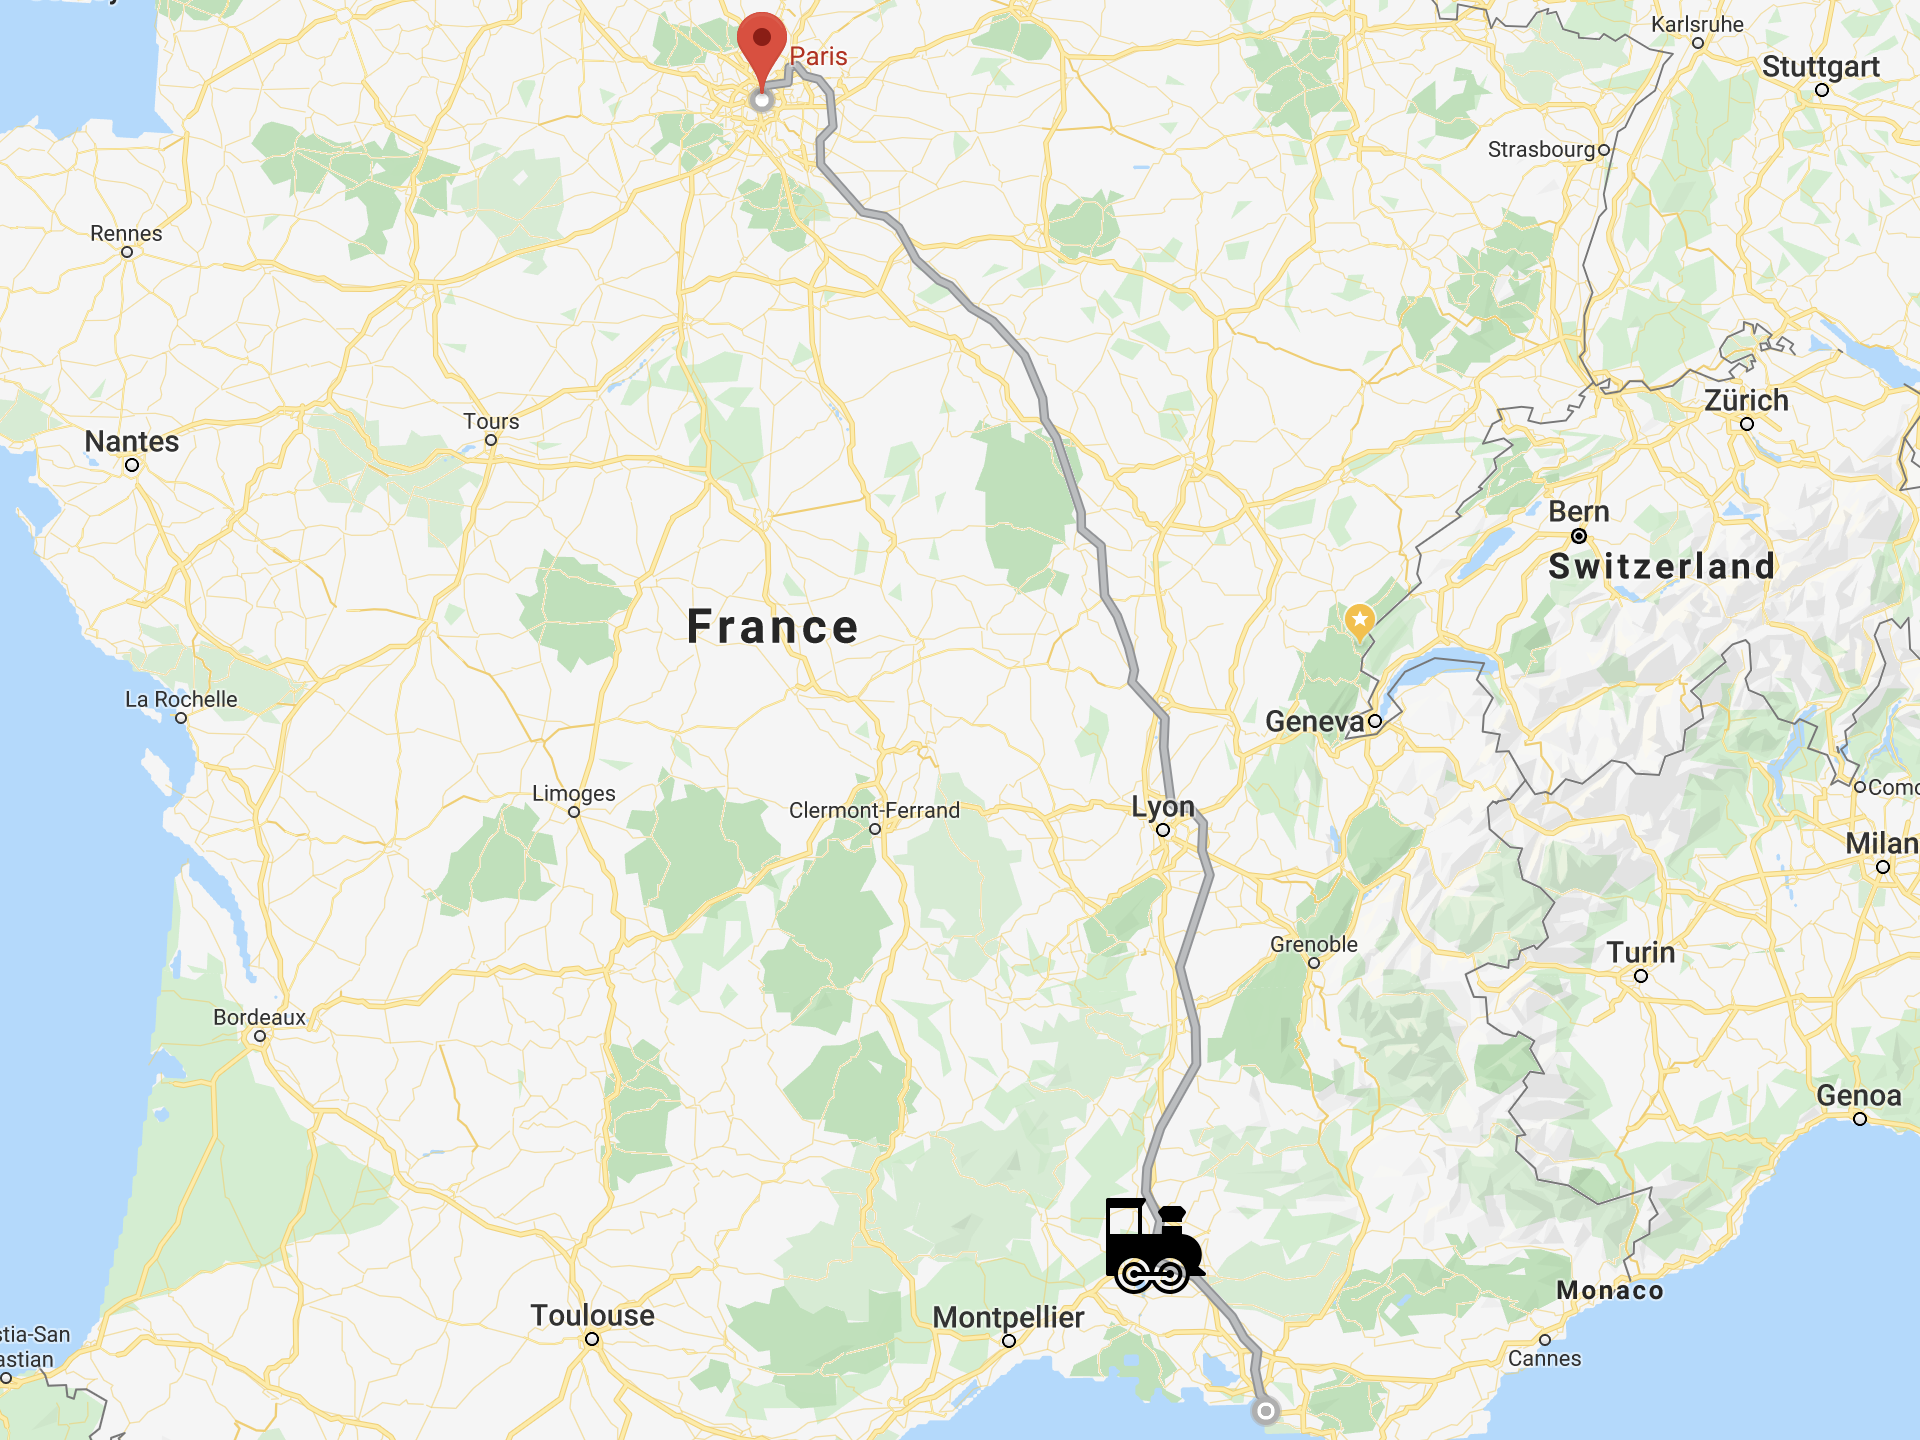 Karlsruhe
Paris
Stuttgart
Strasbourg
Rennes
Zürich
Tours
Nantes
Bern
Switzerland
France
La Rochelle
Geneva
Como
Limoges
Lyon
Clermont-Ferrand
Milan
Grenoble
Turin
Bordeaux
Genoa
Monaco
Toulouse
Montpellier
stia-San
astian
Cannes